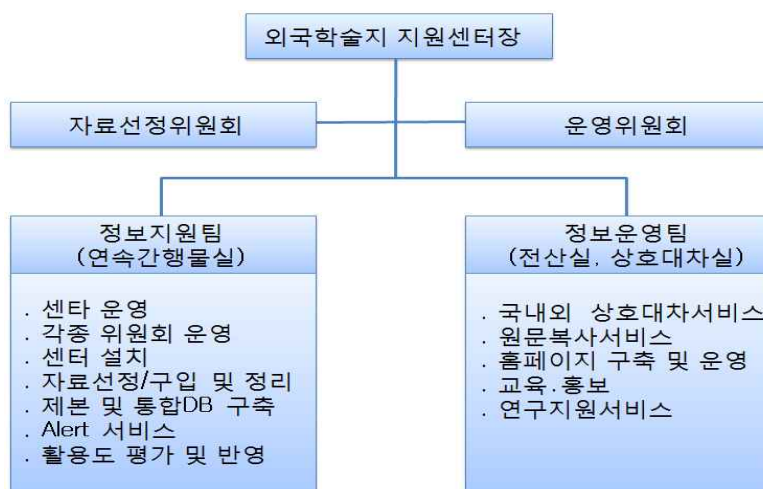 외국학술지 지원센터장
자료선정위원회
운영위원회
정보지원팀
(연속간행물실)
. 센타 운영
. 각종 위원회 운영
. 센터 설치
. 자료선정/구입 및 정리
. 제본 및 통합DB 구축
. Alert 서비스
. 활용도 평가 및 반영
정보운영팀
(전산실, 상호대차실)
. 국내외 상호대차서비스
. 원문복사서비스
. 홈페이지 구축 및 운영
. 교육.홍보
. 연구지원서비스